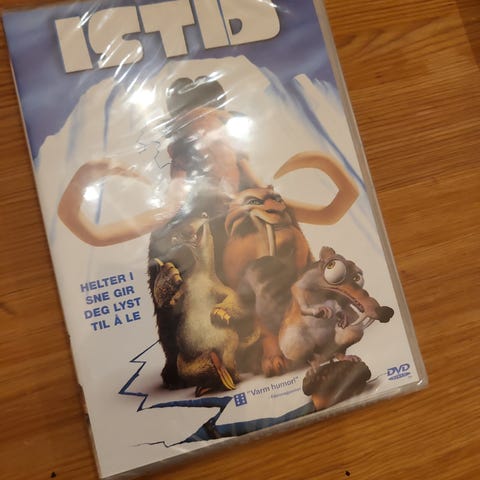 ISTID
HELTER I
SNE GIR
DEG LYST
TIL Å LE
"Varm humor!"
DVD